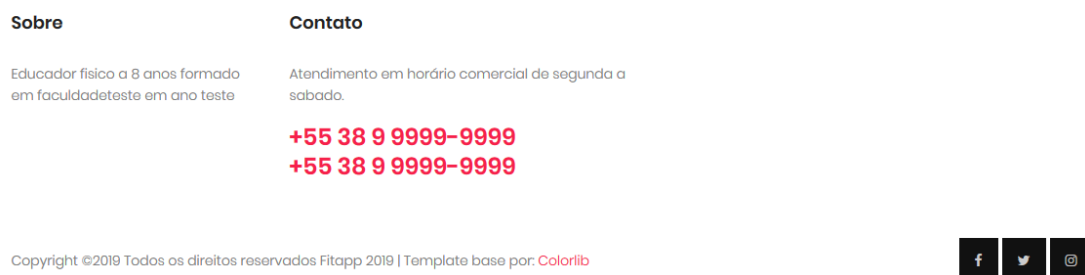 Sobre
Educador fisico a 8 anos formado
em faculdadeteste em ano teste
Contato
Atendimento em horário comercial de segunda a
sabado.
+55 38 9 9999-9999
+55 38 9 9999-9999
Copyright ©2019 Todos os direitos reservados Fitapp 2019 | Template base por: Colorlib